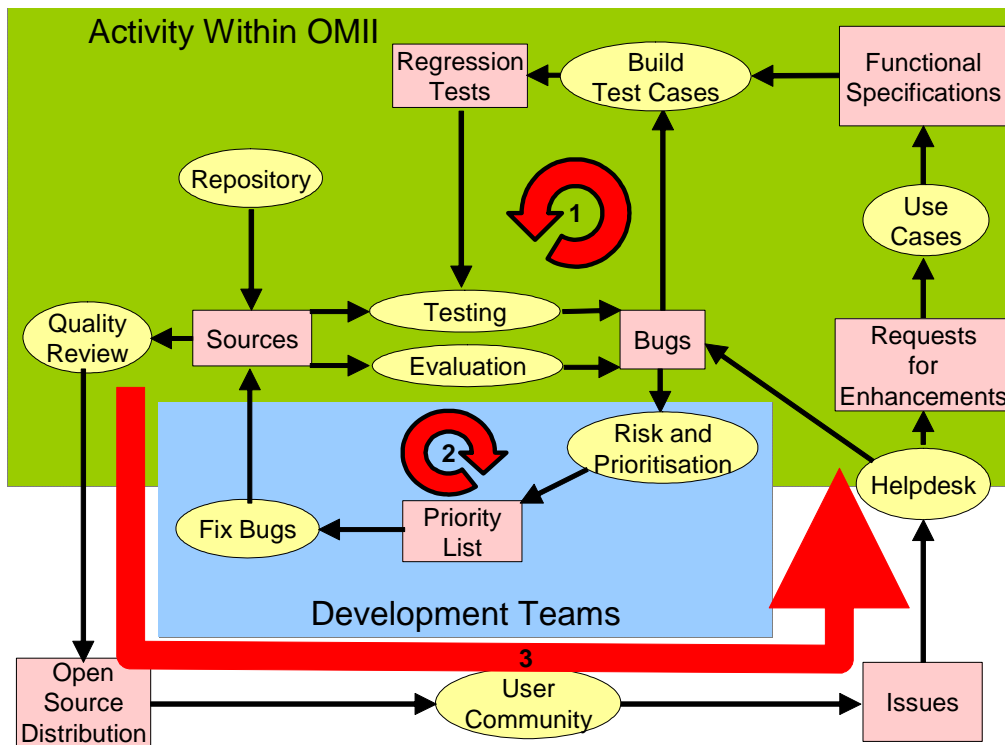 Activity Within OMII
Regression
Tests
Build
Test Cases
Functional
Specifications
Repository
1
Use
Cases
Quality
Review
Sources
Testing
Evaluation
Bugs
Requests
for
Enhancements
2
Risk and
Prioritisation
Helpdesk
Fix Bugs
Priority
List
Development Teams
3
Open
Source
Distribution
User
Community
Issues